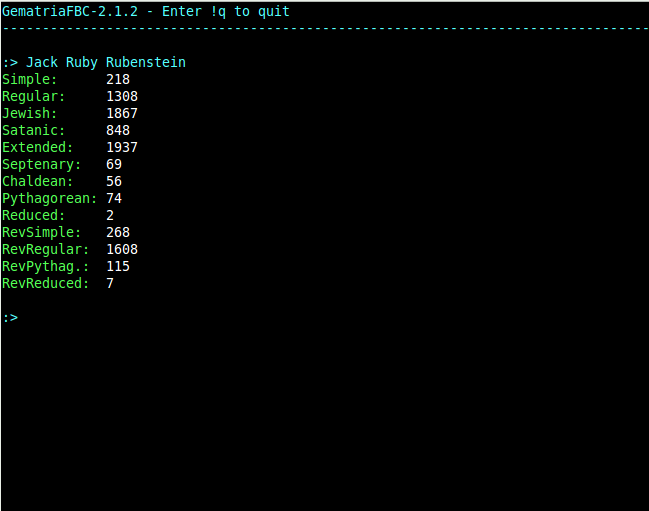 GematriaFBC-2.1.2 - Enter !q to quit
---------------------------------------------------------------------------------
:> Jack Ruby Rubenstein
Simple: 218
Regular: 1308
Jewish: 1867
Satanic: 848
Extended: 1937
Septenary: 69
Chaldean: 56
Pythagorean: 74
Reduced: 2
RevSimple: 268
RevRegular: 1608
RevPythag.: 115
RevReduced: 7
:>